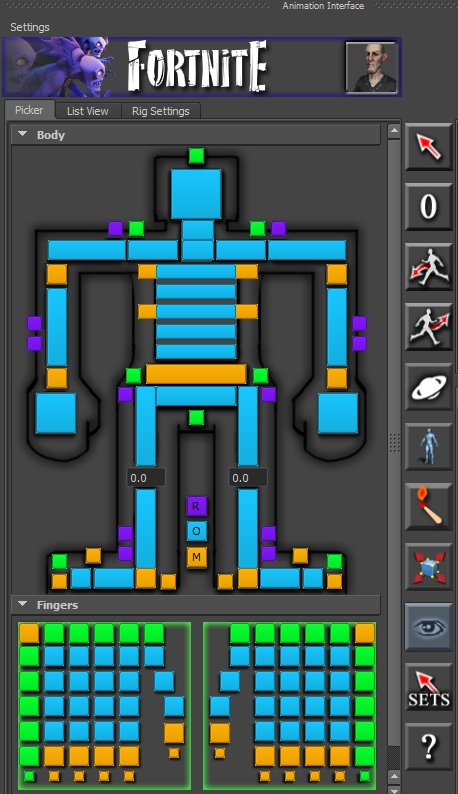 Animation Interface
Settings
FORTNITE
Picker
List View
Rig Settings
Body
0
0.0
0.0
R
O
M
Fingers
SETS
?